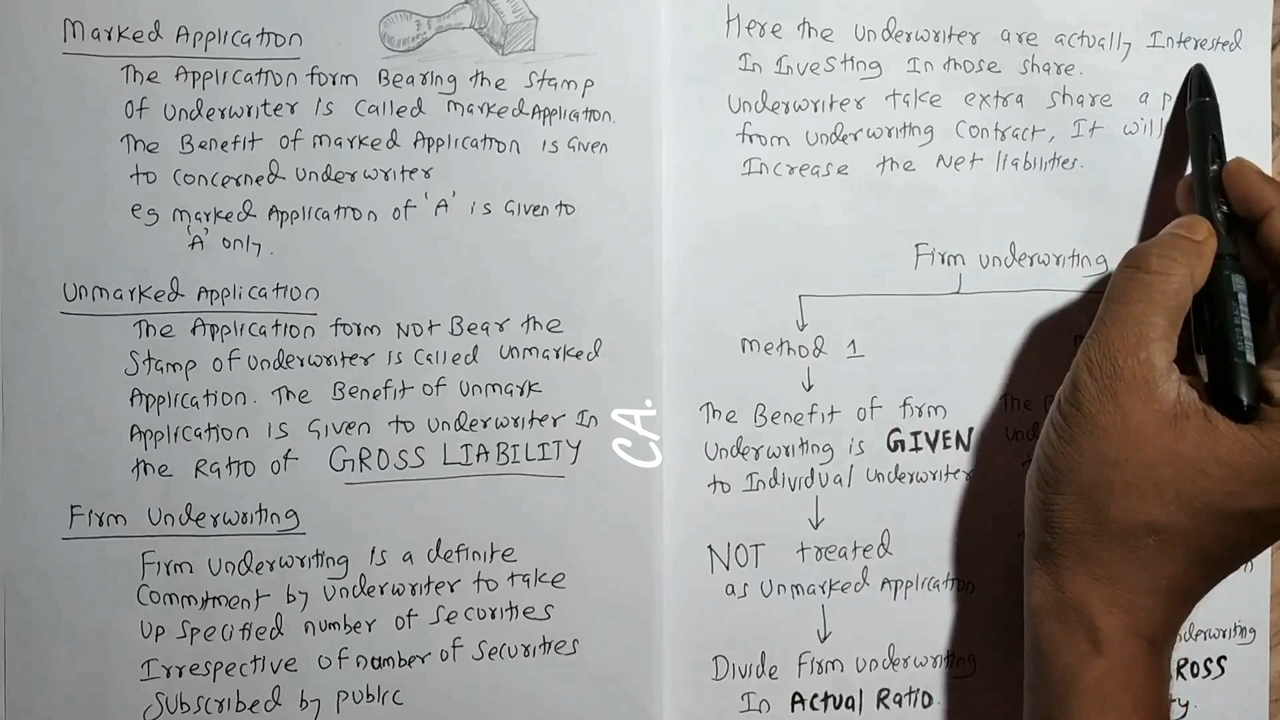 Marked Application
The Application form Bearing the Stamp
of Underwriter is called Marked Application.
The Benefit of Marked Application is Given
to concerned Underwriter
eg Marked Application of 'A' is Given to
'A' only.
Unmarked Application
The Application form NOT Bear the
Stamp of Underwriter is called Unmarked
Application. The Benefit of Unmark
Application is Given to Underwriter In
the Ratio of GROSS LIABILITY
Firm Underwriting
Firm Underwriting is a definite
Commitment by Underwriter to take
Up specified number of Securities
Irrespective of number of Securities
Subscribed by public
CA.
Here the Underwriter are actually Interested
In Investing In those share.
Underwriter take extra share a p
from Underwriting Contract, It will
Increase the Net liabilities.
Firm Underwriting
Method 1
The Benefit of firm
Underwriting is GIVEN
to Individual Underwriter
NOT treated
as Unmarked Application
Divide Firm Underwriting
In Actual Ratio.
The
Und
derwriting
ROSS
y.